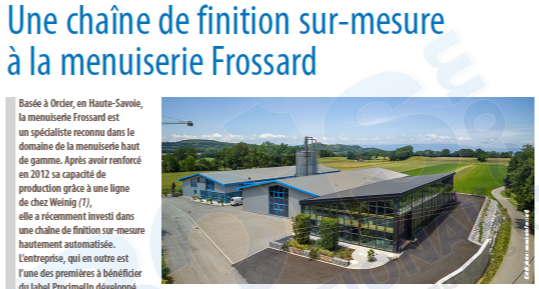 Une chaîne de finition sur-mesure
à la menuiserie Frossard
Basée à Orcier, en Haute-Savoie,
la menuiserie Frossard est
un spécialiste reconnu dans le
domaine de la menuiserie haut
de gamme. Après avoir renforcé
en 2012 sa capacité de
production grâce à une ligne
de chez Weinig (1),
elle a récemment investi dans
une chaîne de finition sur-mesure
hautement automatisée.
L'entreprise, qui en outre est
l'une des premières à bénéficier
du label Procimelln développé